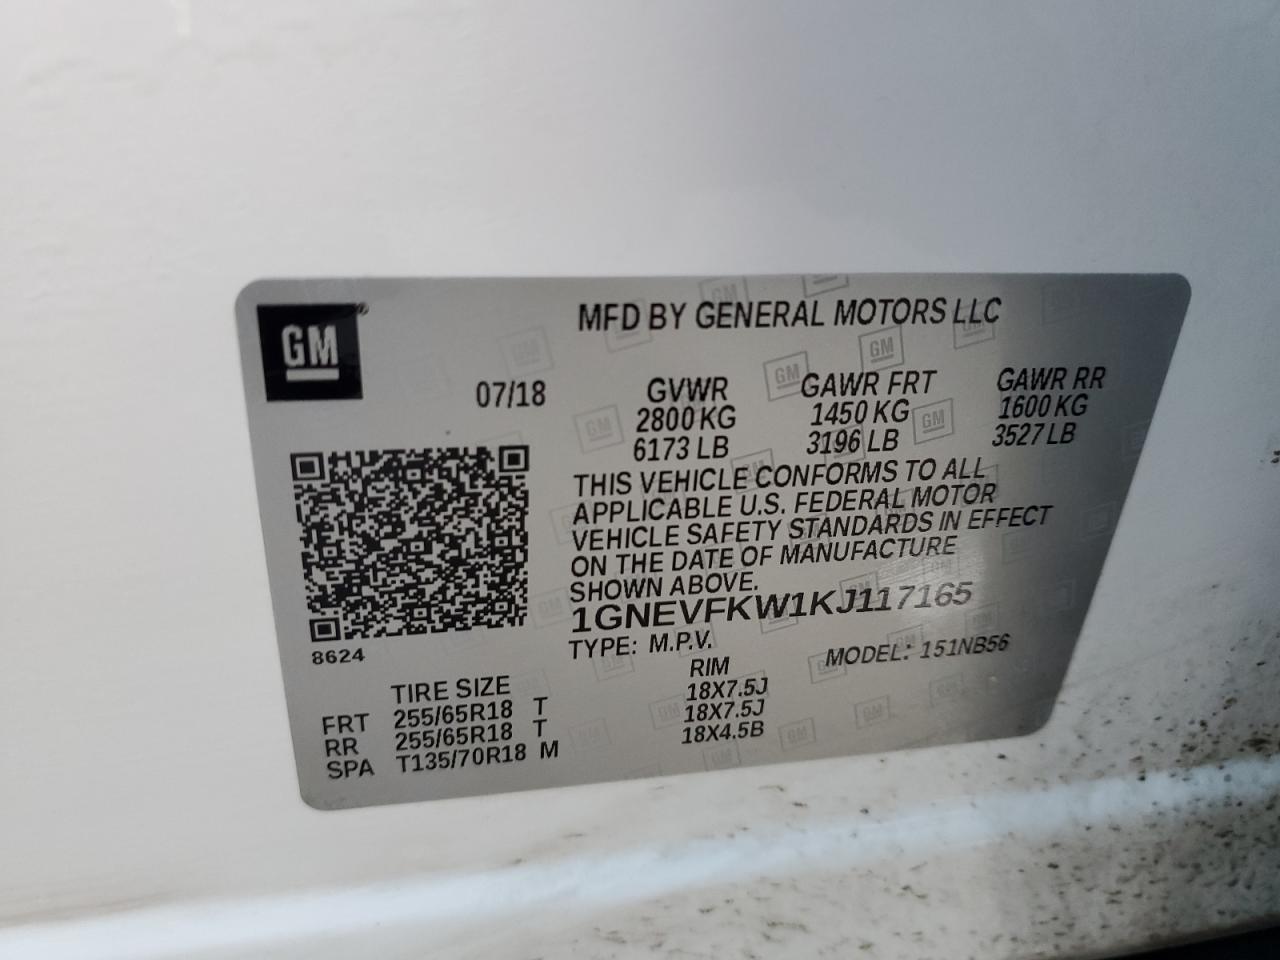 GM
MFD BY GENERAL MOTORS LLC
07/18 GVWR GAWR FRT GAWR RR
2800 KG 1450 KG 1600 KG
6173 LB 3196 LB 3527 LB
THIS VEHICLE CONFORMS TO ALL
APPLICABLE U.S. FEDERAL MOTOR
VEHICLE SAFETY STANDARDS IN EFFECT
ON THE DATE OF MANUFACTURE
SHOWN ABOVE.
1GNEVFKW1KJ117165
8624
TYPE: M.P.V. MODEL: 151NB56
TIRE SIZE RIM
FRT 255/65R18 T 18X7.5J
RR 255/65R18 T 18X7.5J
SPA T135/70R18 M 18X4.5B